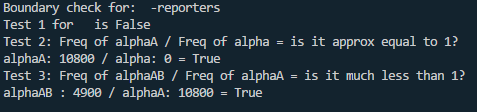 Boundary check for:  -reporters
Test 1 for   is False
Test 2: Freq of alphaA / Freq of alpha = is it approx equal to 1?
alphaA: 10800 / alpha: 0 = True
Test 3: Freq of alphaAB / Freq of alphaA = is it much less than 1?
alphaAB : 4900 / alphaA: 10800 = True